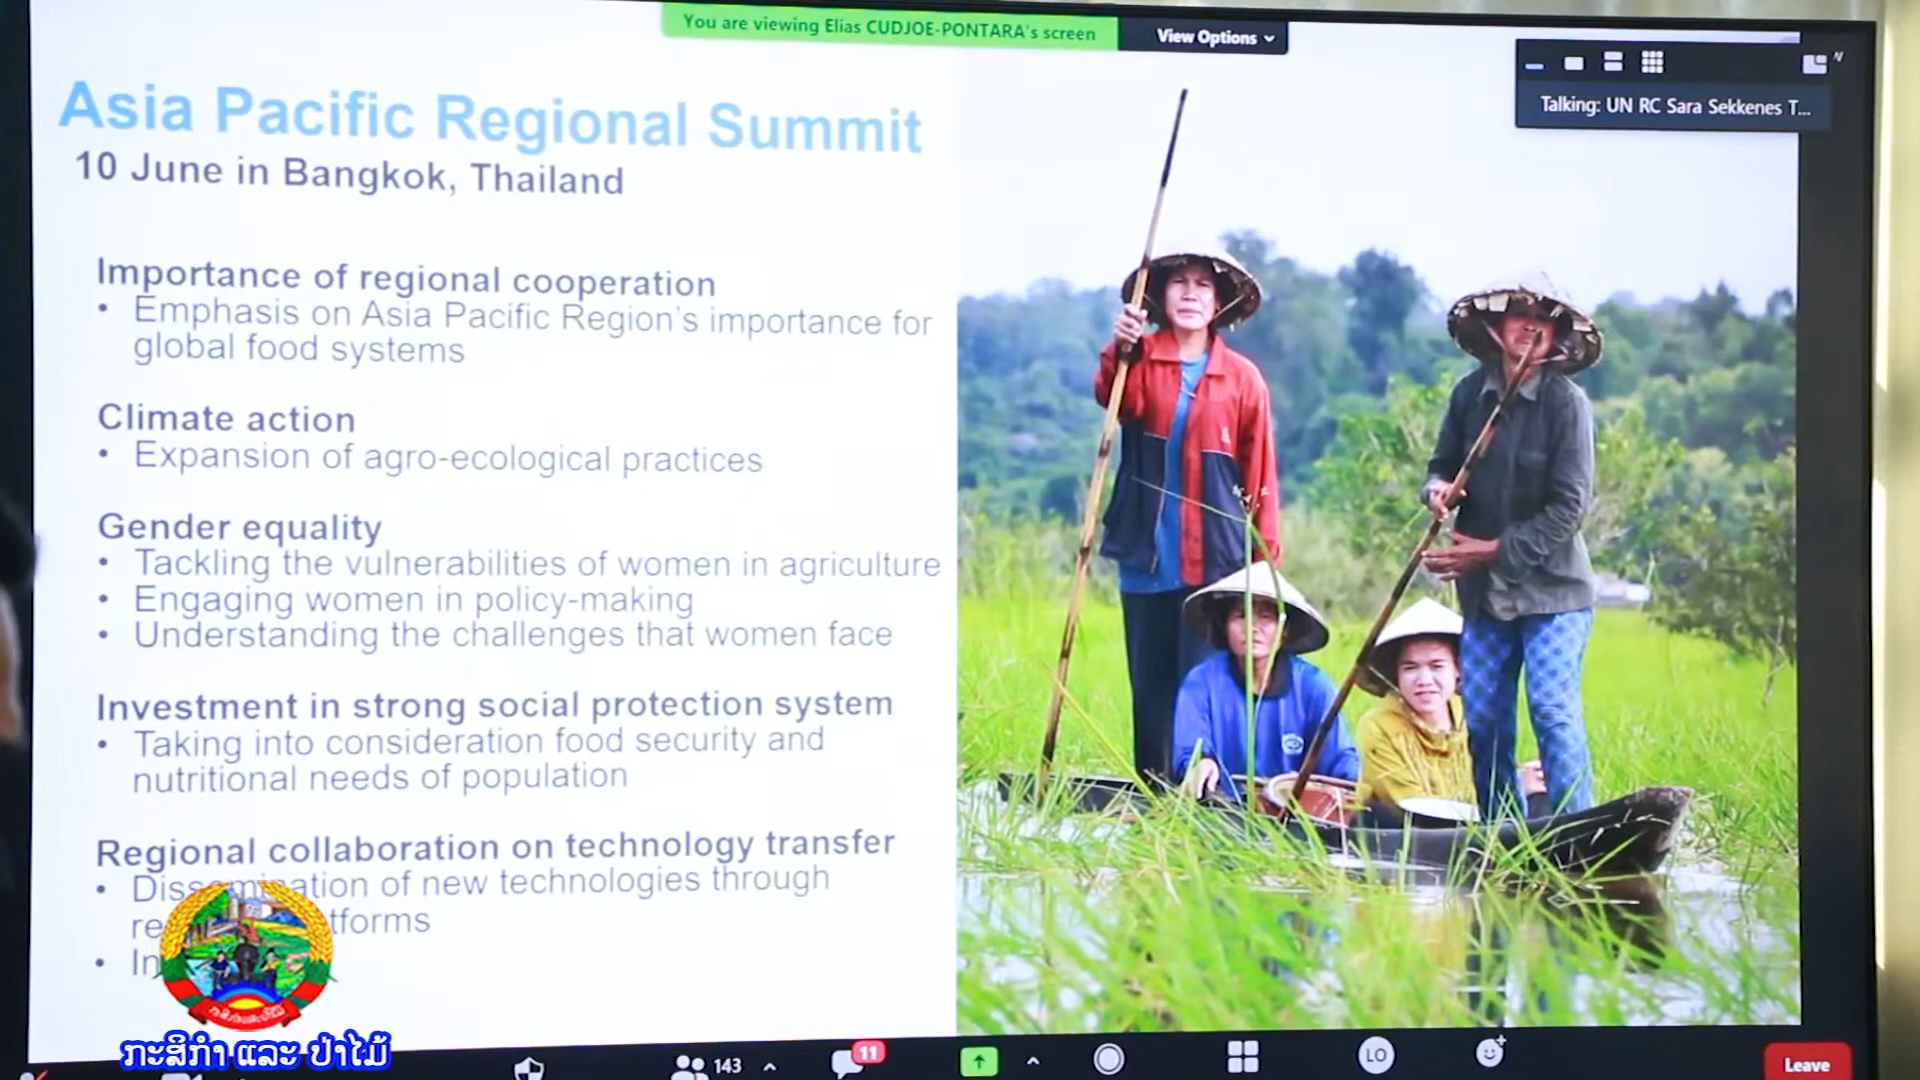 You are viewing Elias CUDJOE-PONTARA's screen
View Options
Talking: UN RC Sara Sekkenes T...
Asia Pacific Regional Summit
10 June in Bangkok, Thailand
Importance of regional cooperation
• Emphasis on Asia Pacific Region's importance for
global food systems
Climate action
• Expansion of agro-ecological practices
Gender equality
• Tackling the vulnerabilities of women in agriculture
• Engaging women in policy-making
• Understanding the challenges that women face
Investment in strong social protection system
• Taking into consideration food security and
nutritional needs of population
Regional collaboration on technology transfer
• Dissemination of new technologies through
ກະສິກຳ ແລະ ປ່າໄມ້
143
11
LO
Leave